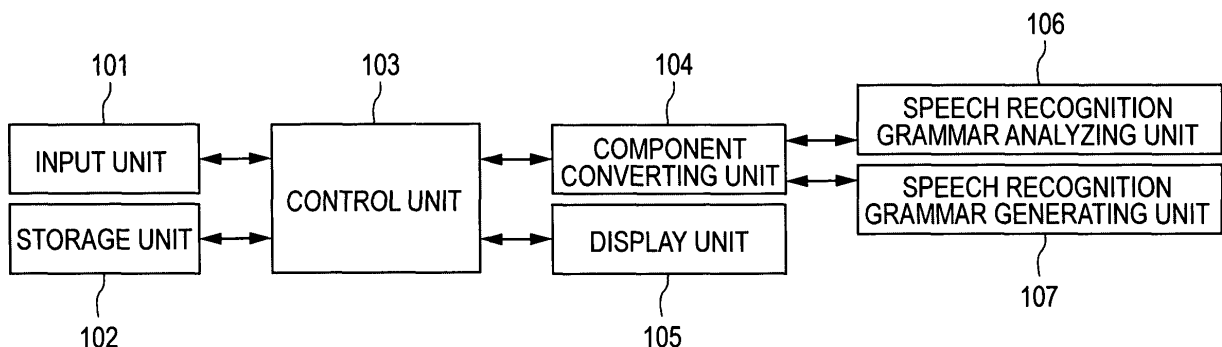 101
INPUT UNIT
STORAGE UNIT
102
103
CONTROL UNIT
104
COMPONENT
CONVERTING UNIT
DISPLAY UNIT
105
106
SPEECH RECOGNITION
GRAMMAR ANALYZING UNIT
SPEECH RECOGNITION
GRAMMAR GENERATING UNIT
107